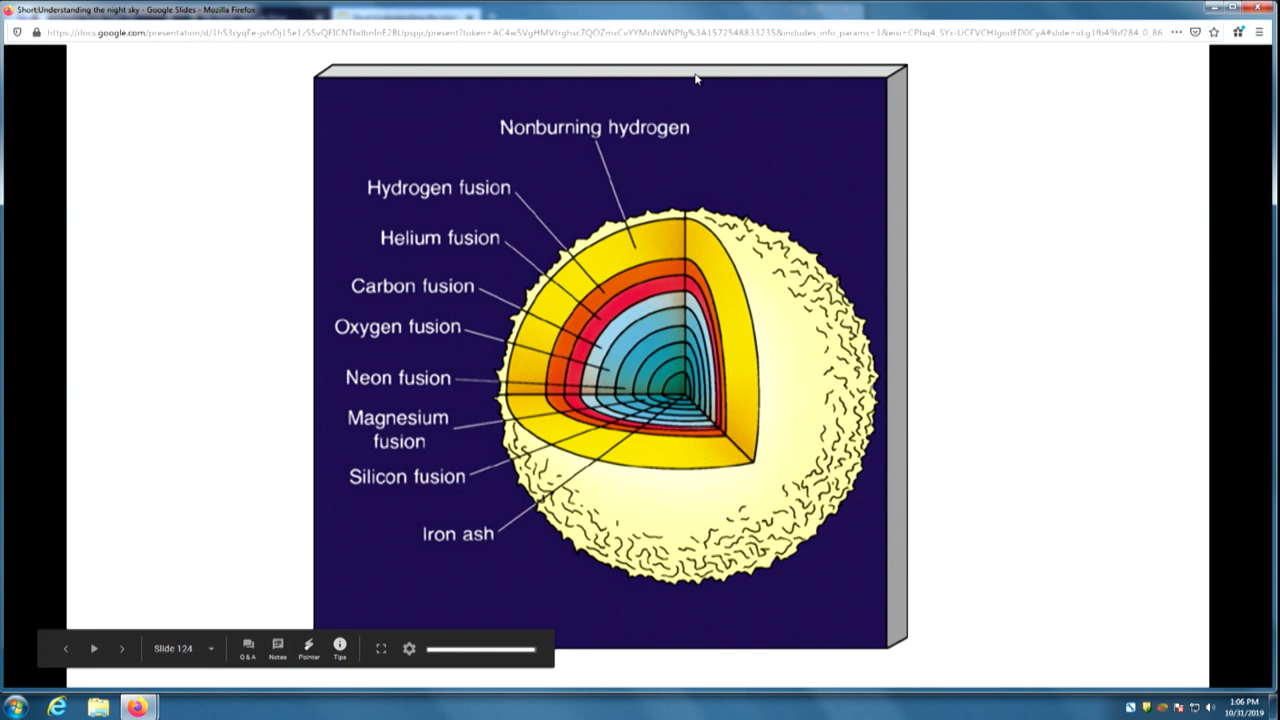 Short:Understanding the night sky - Google Slides - Mozilla Firefox
Nonburning hydrogen
Hydrogen fusion
Helium fusion
Carbon fusion
Oxygen fusion
Neon fusion
Magnesium
fusion
Silicon fusion
Iron ash
Slide 124
Q & A
Notes
Pointer
Tips
1:06 PM
10/31/2019